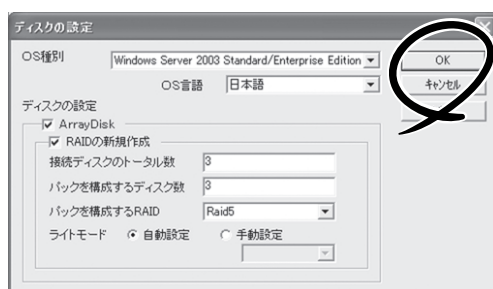 ディスクの設定
OS種別 Windows Server 2003 Standard/Enterprise Edition
OK
OS言語 日本語
キャンセル
ディスクの設定
ArrayDisk
RAIDの新規作成
接続ディスクのトータル数 3
パックを構成するディスク数 3
パックを構成するRAID Raid5
ライトモード 自動設定 手動設定